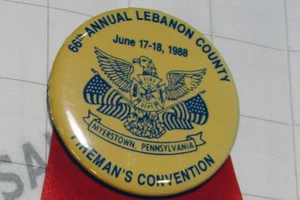 66th ANNUAL LEBANON COUNTY
June 17-18, 1988
MYERSTOWN, PENNSYLVANIA
FIREMAN'S CONVENTION